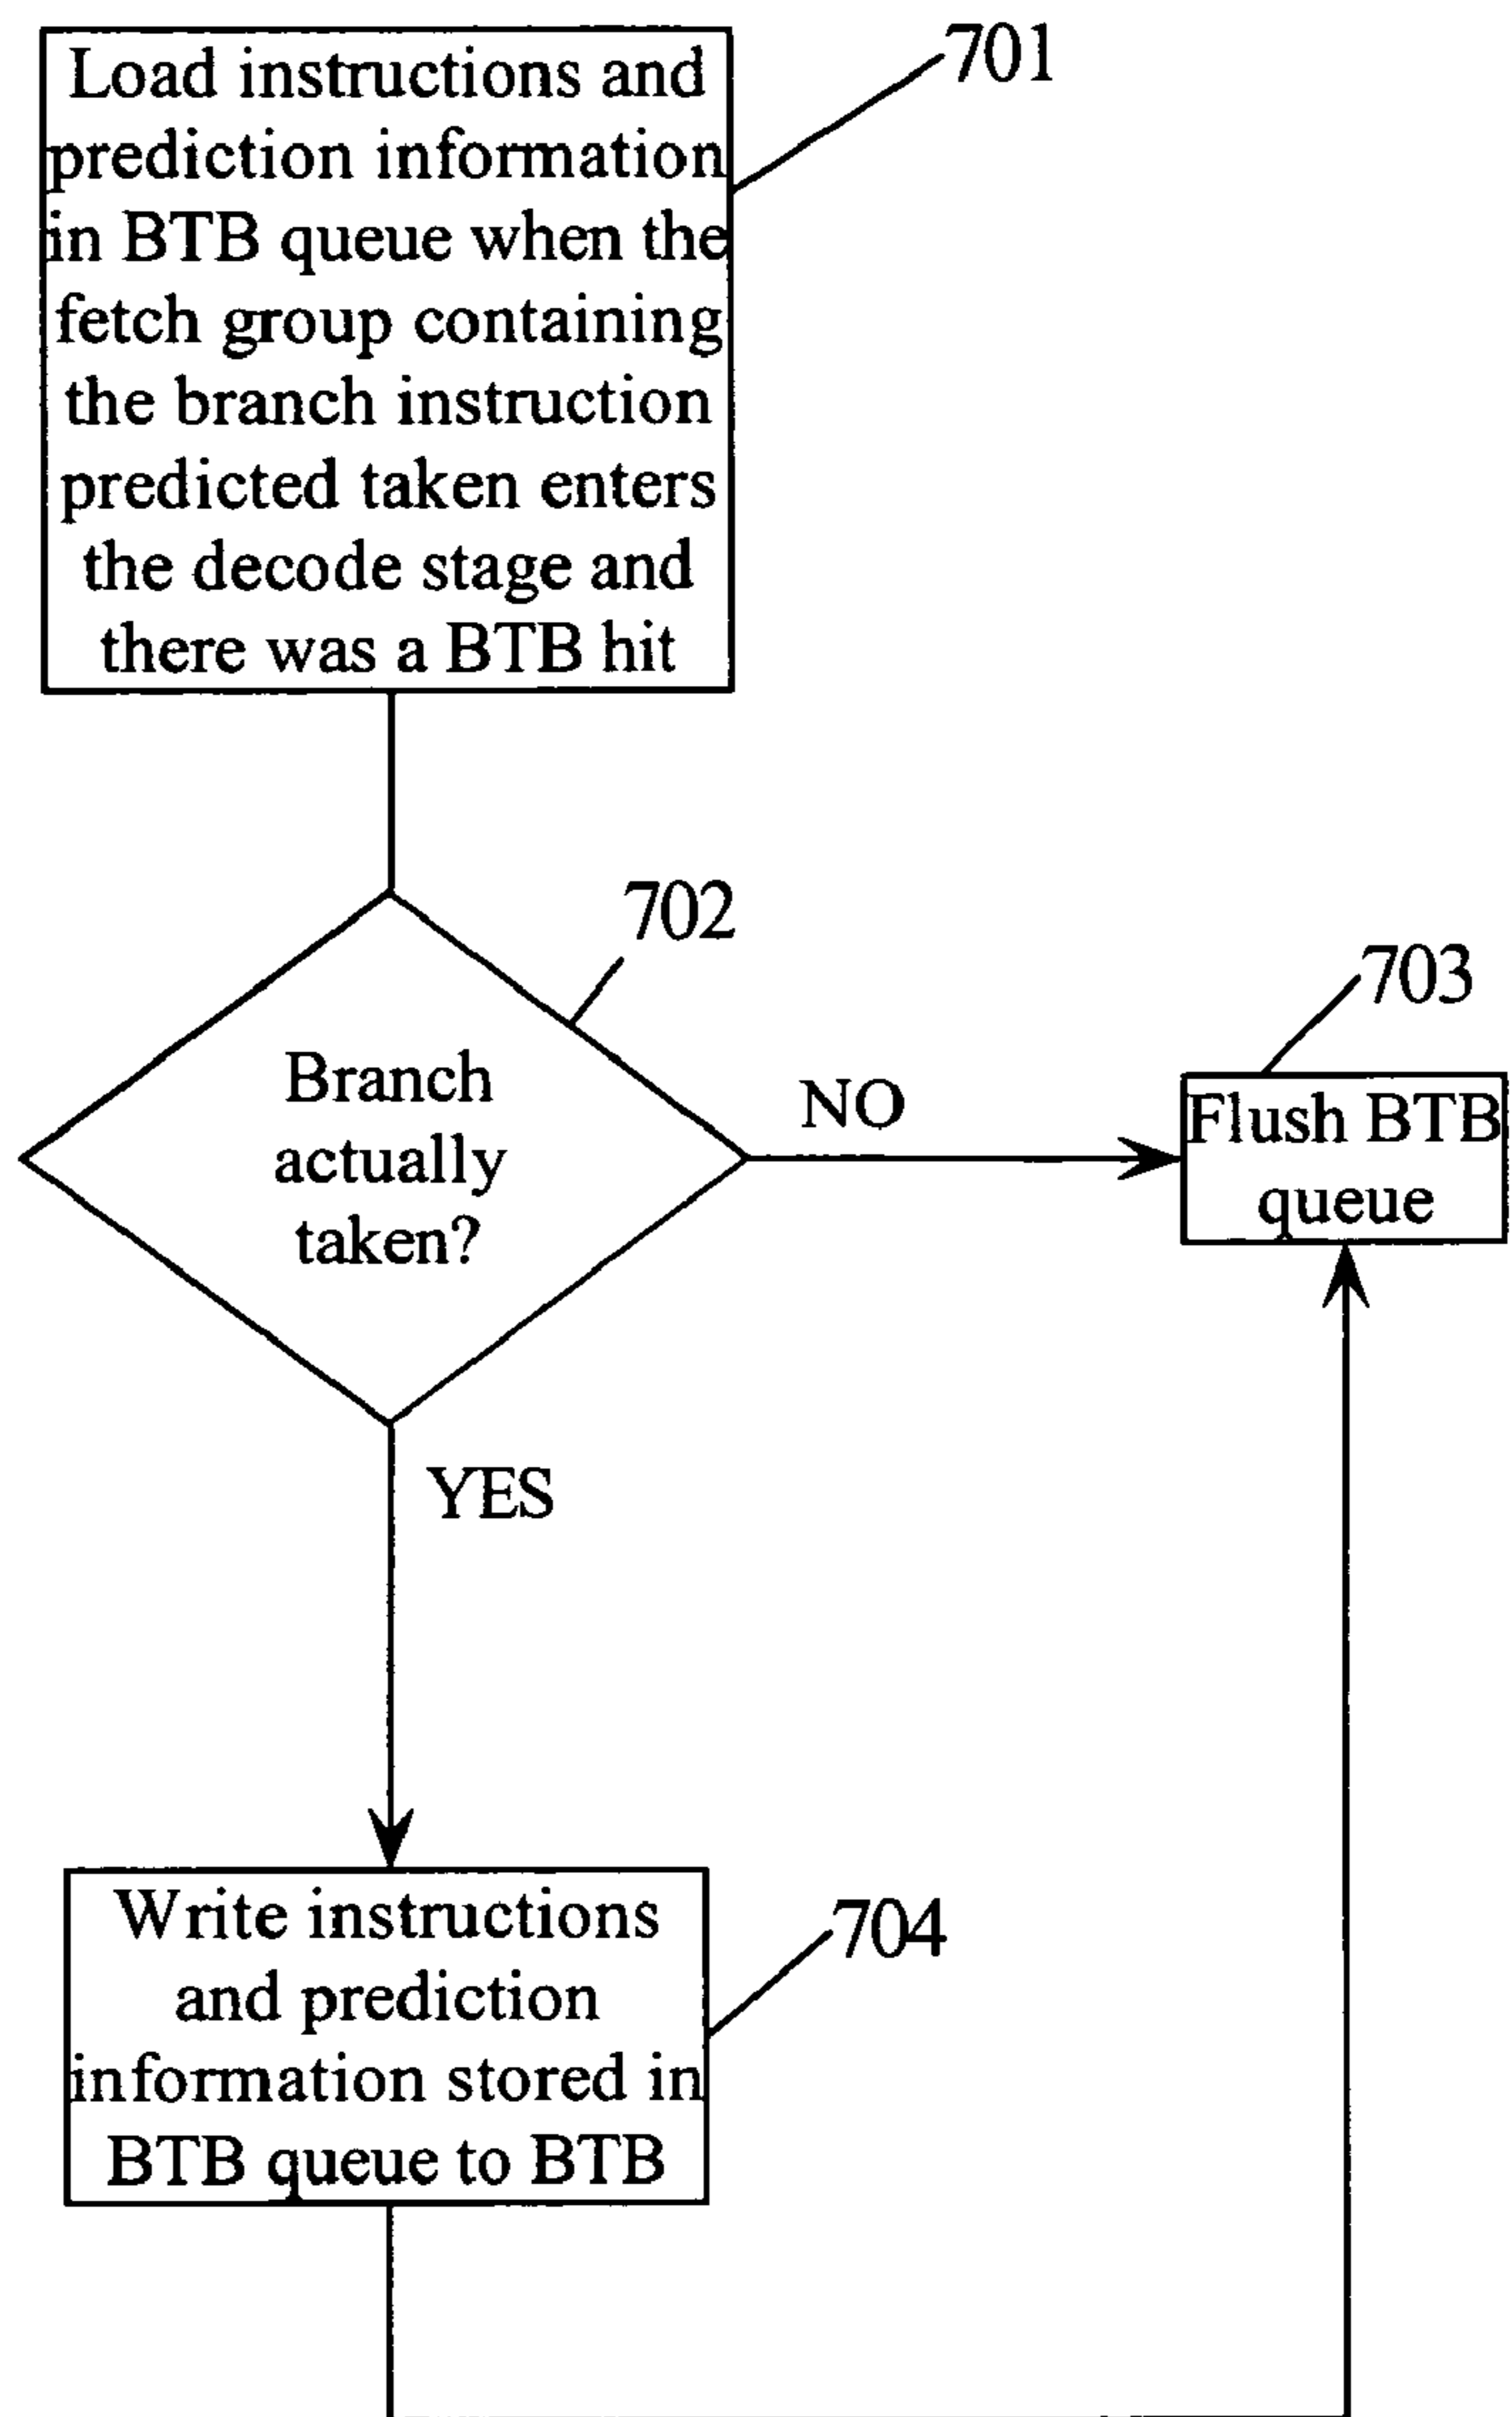 Load instructions and
prediction information
in BTB queue when the
fetch group containing
the branch instruction
predicted taken enters
the decode stage and
there was a BTB hit
701
Branch
actually
taken?
702
NO
Flush BTB
queue
703
YES
Write instructions
and prediction
information stored in
BTB queue to BTB
704